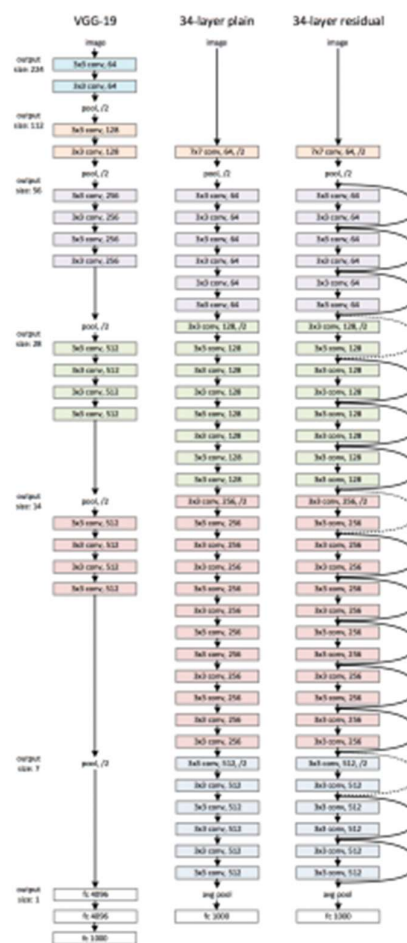 VGG-19
image
output
size: 224
3x3 conv, 64
3x3 conv, 64
pool, /2
output
size: 112
3x3 conv, 128
3x3 conv, 128
pool, /2
output
size: 56
3x3 conv, 256
3x3 conv, 256
3x3 conv, 256
3x3 conv, 256
pool, /2
output
size: 28
3x3 conv, 512
3x3 conv, 512
3x3 conv, 512
3x3 conv, 512
pool, /2
output
size: 14
3x3 conv, 512
3x3 conv, 512
3x3 conv, 512
3x3 conv, 512
output
size: 7
pool, /2
output
size: 1
fc 4096
fc 4096
fc 1000
34-layer plain
image
7x7 conv, 64, /2
pool, /2
3x3 conv, 64
3x3 conv, 64
3x3 conv, 64
3x3 conv, 64
3x3 conv, 64
3x3 conv, 64
3x3 conv, 128, /2
3x3 conv, 128
3x3 conv, 128
3x3 conv, 128
3x3 conv, 128
3x3 conv, 128
3x3 conv, 128
3x3 conv, 128
3x3 conv, 256, /2
3x3 conv, 256
3x3 conv, 256
3x3 conv, 256
3x3 conv, 256
3x3 conv, 256
3x3 conv, 256
3x3 conv, 256
3x3 conv, 256
3x3 conv, 256
3x3 conv, 256
3x3 conv, 256
3x3 conv, 512, /2
3x3 conv, 512
3x3 conv, 512
3x3 conv, 512
3x3 conv, 512
3x3 conv, 512
avg pool
fc 1000
34-layer residual
image
7x7 conv, 64, /2
pool, /2
3x3 conv, 64
3x3 conv, 64
3x3 conv, 64
3x3 conv, 64
3x3 conv, 64
3x3 conv, 64
3x3 conv, 128, /2
3x3 conv, 128
3x3 conv, 128
3x3 conv, 128
3x3 conv, 128
3x3 conv, 128
3x3 conv, 128
3x3 conv, 128
3x3 conv, 256, /2
3x3 conv, 256
3x3 conv, 256
3x3 conv, 256
3x3 conv, 256
3x3 conv, 256
3x3 conv, 256
3x3 conv, 256
3x3 conv, 256
3x3 conv, 256
3x3 conv, 256
3x3 conv, 256
3x3 conv, 512, /2
3x3 conv, 512
3x3 conv, 512
3x3 conv, 512
3x3 conv, 512
3x3 conv, 512
avg pool
fc 1000